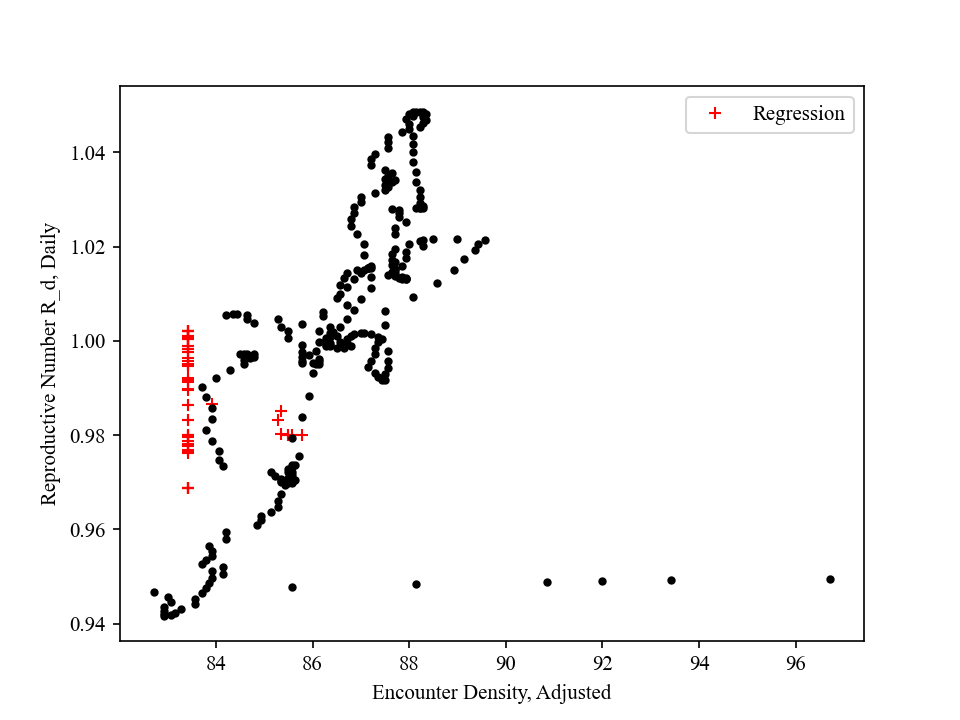 Regression
1.04
1.02
1.00
0.98
0.96
0.94
Reproductive Number R_d, Daily
84 86 88 90 92 94 96
Encounter Density, Adjusted